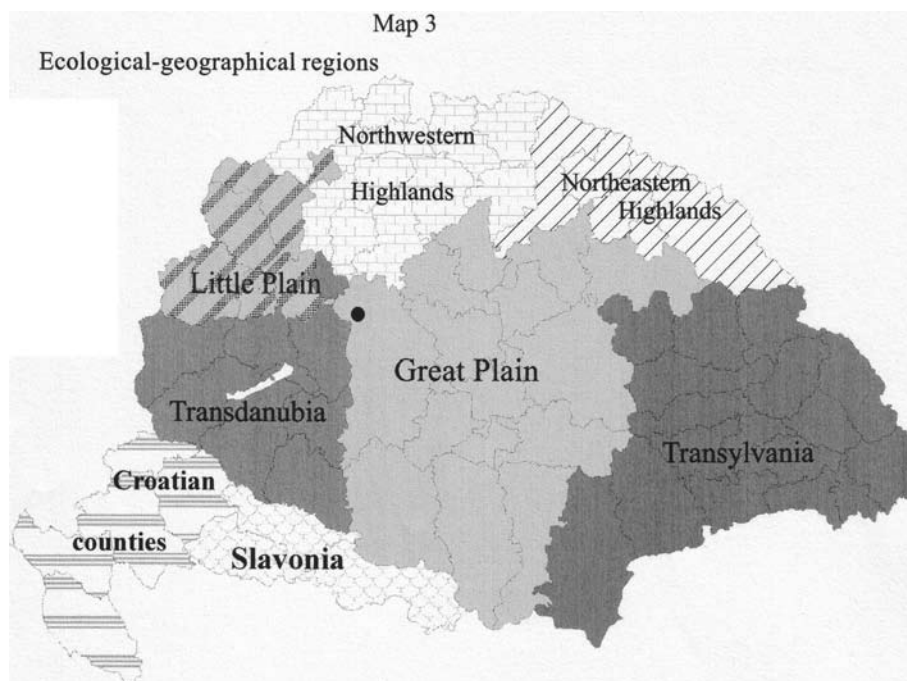 Map 3
Ecological-geographical regions
Northwestern
Highlands
Northeastern
Highlands
Little Plain
Great Plain
Transdanubia
Transylvania
Croatian
counties
Slavonia